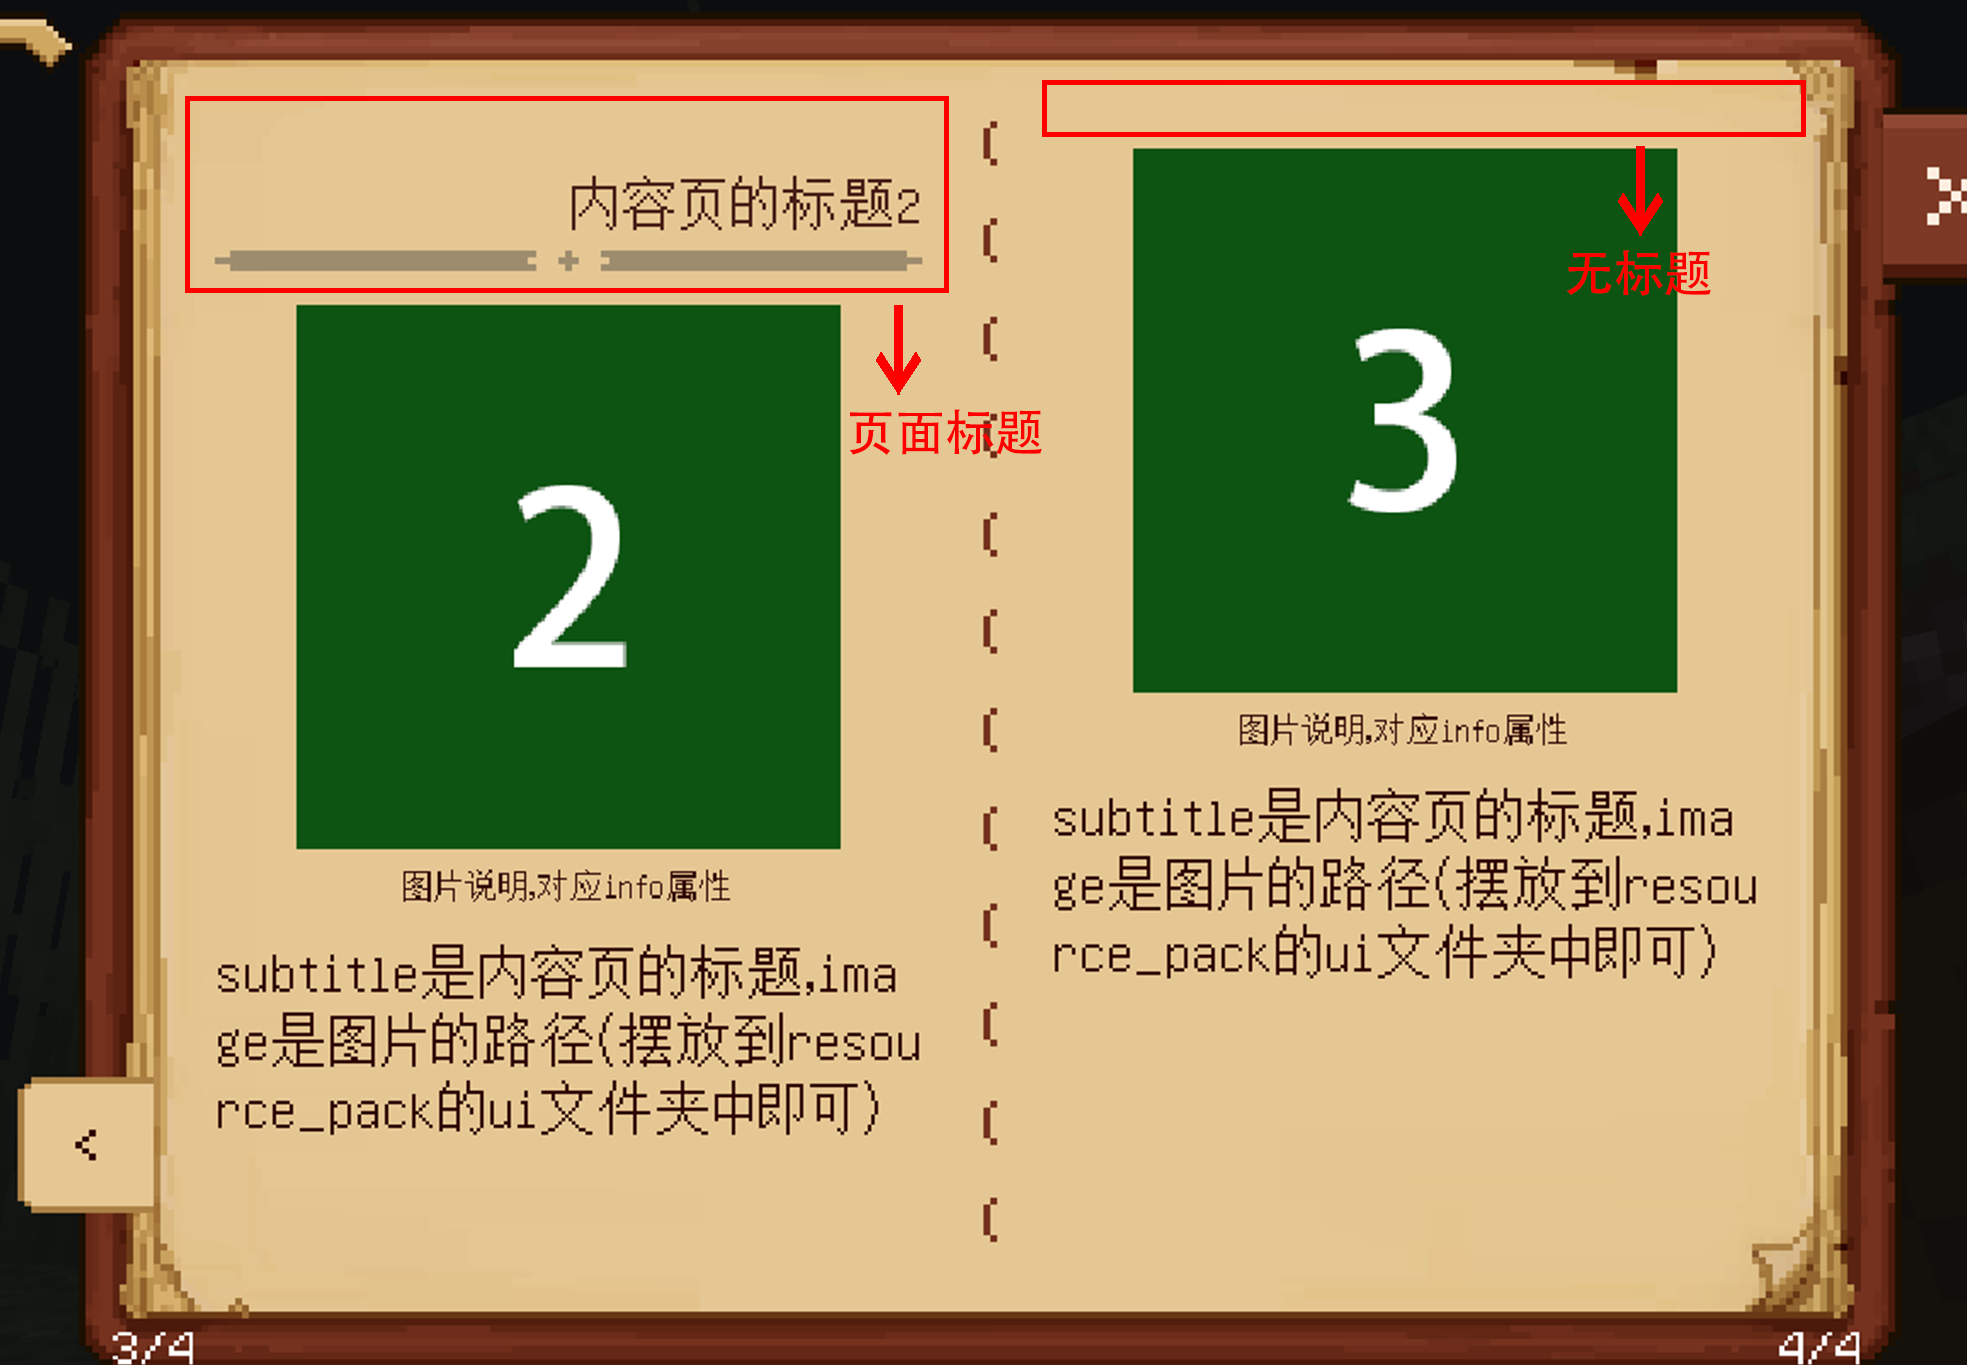 内容页的标题2
页面标题
2
图片说明,对应info属性
subtitle是内容页的标题,ima
ge是图片的路径(摆放到resou
rce_pack的ui文件夹中即可)
<
3/4
无标题
3
图片说明,对应info属性
subtitle是内容页的标题,ima
ge是图片的路径(摆放到resou
rce_pack的ui文件夹中即可)
4/4